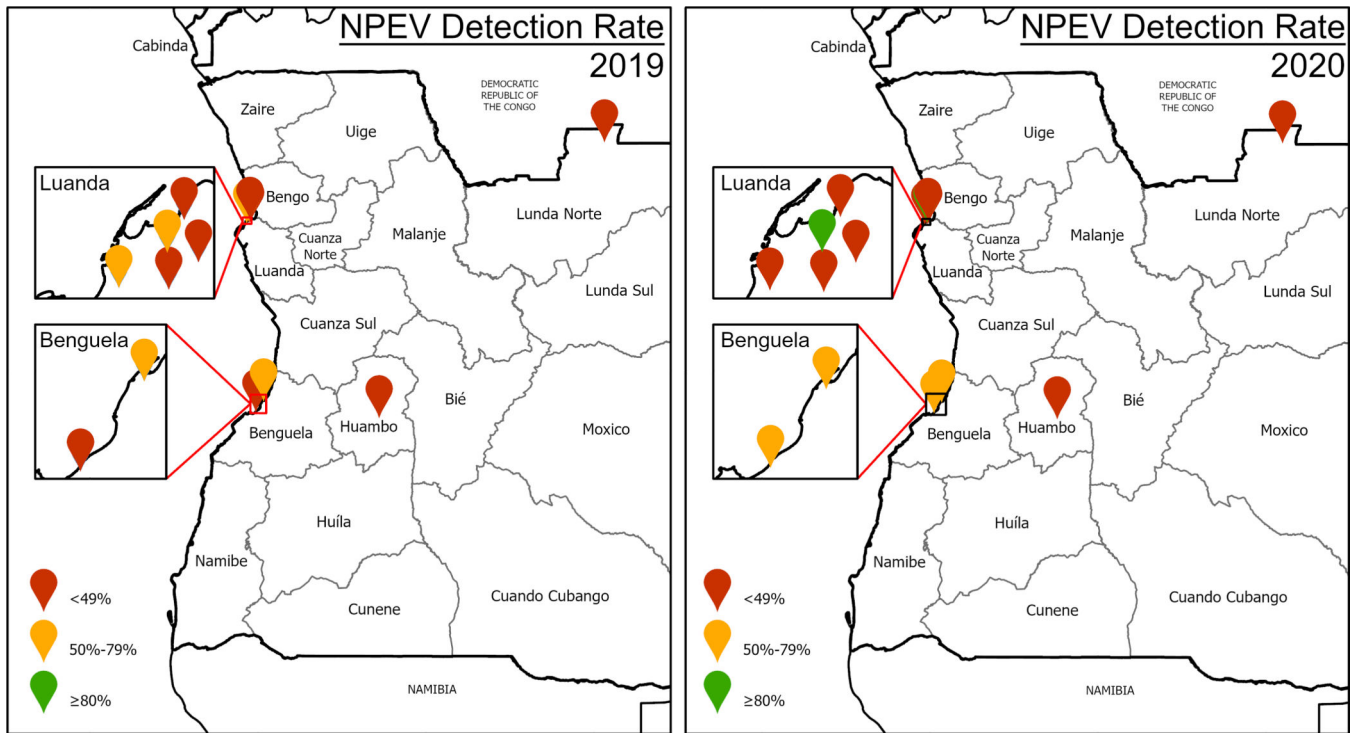 NPEV Detection Rate
2019
Cabinda
DEMOCRATIC
REPUBLIC OF
THE CONGO
Zaire
Uige
Luanda
Bengo
Lunda Norte
Malanje
Cuanza
Norte
Luanda
Lunda Sul
Cuanza Sul
Benguela
Bié
Benguela
Huambo
Moxico
Huíla
Namibe
<49%
Cuando Cubango
Cunene
50%-79%
≥80%
NAMIBIA
NPEV Detection Rate
2020
Cabinda
DEMOCRATIC
REPUBLIC OF
THE CONGO
Zaire
Uige
Luanda
Bengo
Lunda Norte
Malanje
Cuanza
Norte
Luanda
Lunda Sul
Cuanza Sul
Benguela
Bié
Benguela
Huambo
Moxico
Huíla
Namibe
<49%
Cuando Cubango
Cunene
50%-79%
≥80%
NAMIBIA